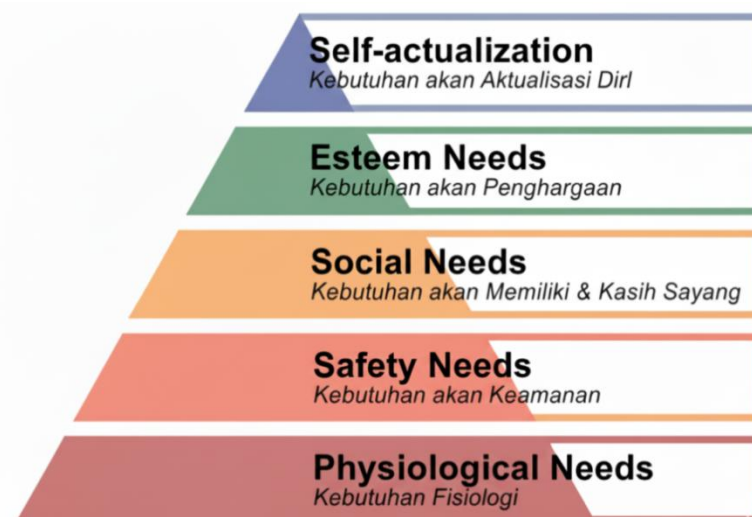 Self-actualization
Kebutuhan akan Aktualisasi Dirl
Esteem Needs
Kebutuhan akan Penghargaan
Social Needs
Kebutuhan akan Memiliki & Kasih Sayang
Safety Needs
Kebutuhan akan Keamanan
Physiological Needs
Kebutuhan Fisiologi